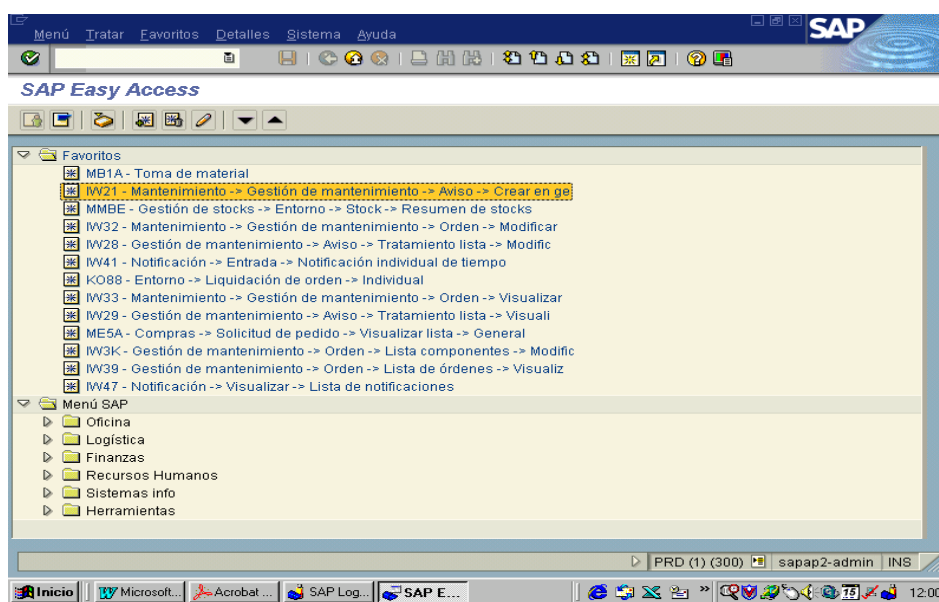 Menú Tratar Favoritos Detalles Sistema Ayuda
SAP
SAP Easy Access
Favoritos
MB1A - Toma de material
IW21 - Mantenimiento -> Gestión de mantenimiento -> Aviso -> Crear en ge
MMBE - Gestión de stocks -> Entorno -> Stock -> Resumen de stocks
IW32 - Mantenimiento -> Gestión de mantenimiento -> Orden -> Modificar
IW28 - Gestión de mantenimiento -> Aviso -> Tratamiento lista -> Modific
IW41 - Notificación -> Entrada -> Notificación individual de tiempo
KO88 - Entorno -> Liquidación de orden -> Individual
IW33 - Mantenimiento -> Gestión de mantenimiento -> Orden -> Visualizar
IW29 - Gestión de mantenimiento -> Aviso -> Tratamiento lista -> Visuali
ME5A - Compras -> Solicitud de pedido -> Visualizar lista -> General
IW3K - Gestión de mantenimiento -> Orden -> Lista componentes -> Modific
IW39 - Gestión de mantenimiento -> Orden -> Lista de órdenes -> Visualiz
IW47 - Notificación -> Visualizar -> Lista de notificaciones
Menú SAP
Oficina
Logística
Finanzas
Recursos Humanos
Sistemas info
Herramientas
PRD (1) (300) sapap2-admin INS
Inicio Microsoft... Acrobat ... SAP Log... SAP E... 15 12:00